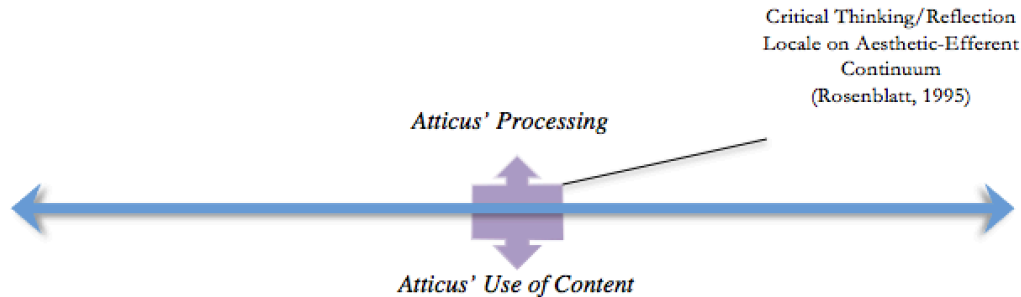 Critical Thinking/Reflection
Locale on Aesthetic-Efferent
Continuum
(Rosenblatt, 1995)
Atticus’ Processing
Atticus’ Use of Content